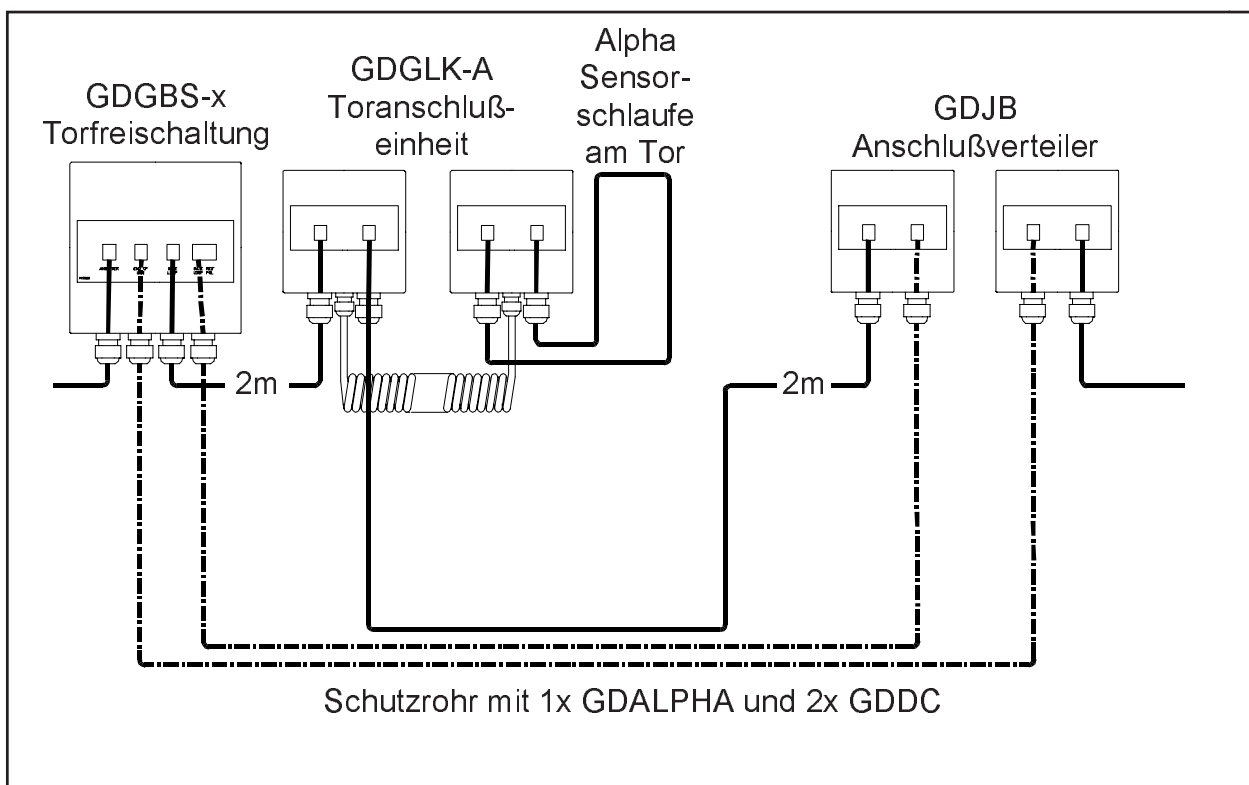 GDGBS-x
Torfreischaltung
GDGLK-A
Toranschluß-
einheit
Alpha
Sensor-
schlaufe
am Tor
GDJB
Anschlußverteiler
2m
2m
Schutzrohr mit 1x GDALPHA und 2x GDDC